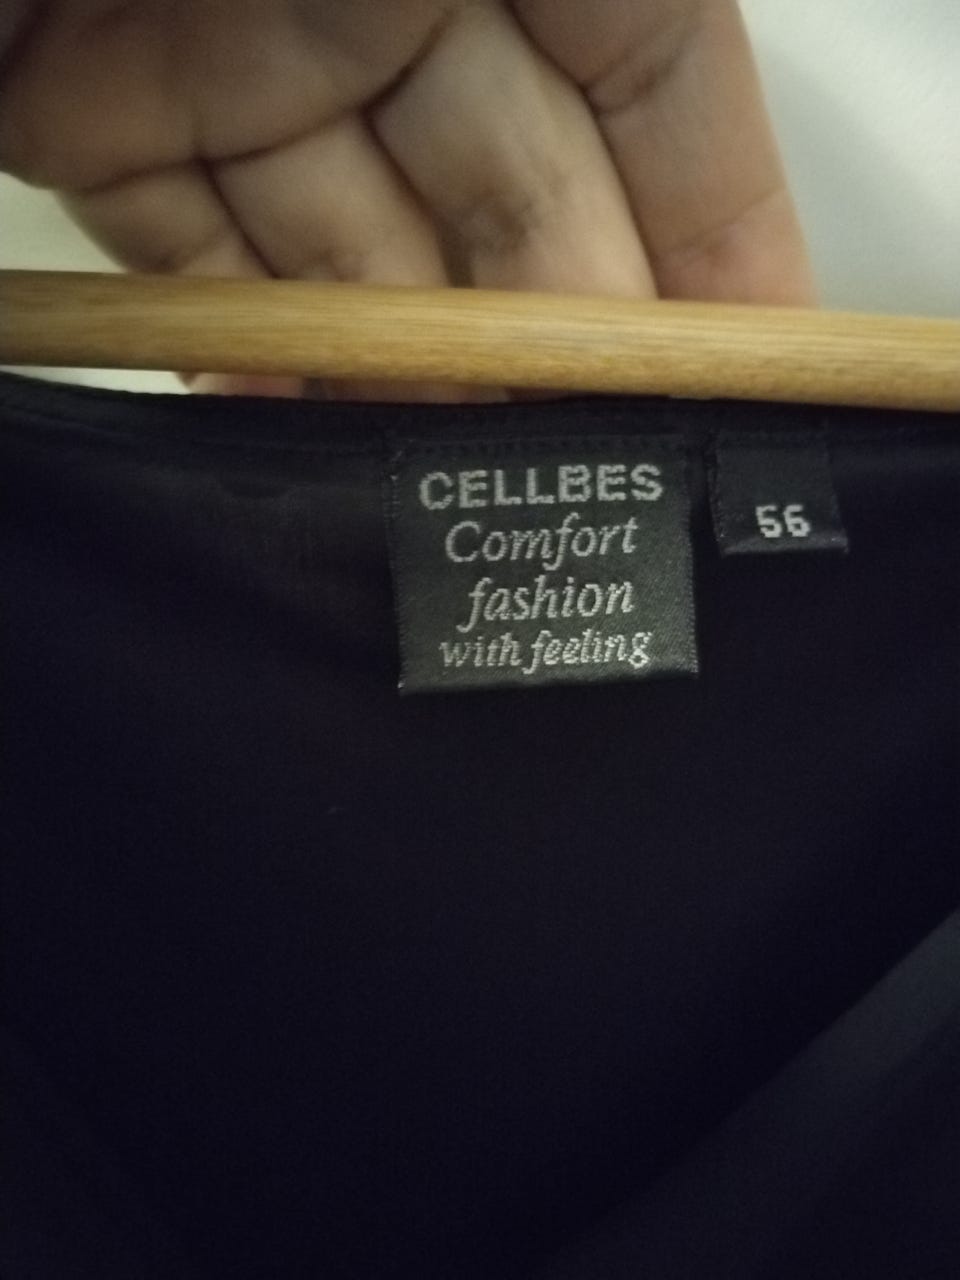 CELLBES
Comfort
fashion
with feeling
56